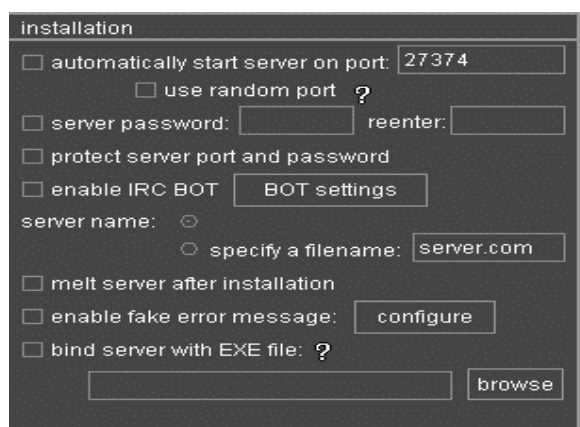 installation
automatically start server on port: 27374
use random port ?
server password: reenter:
protect server port and password
enable IRC BOT BOT settings
server name:
specify a filename: server.com
melt server after installation
enable fake error message: configure
bind server with EXE file: ?
browse